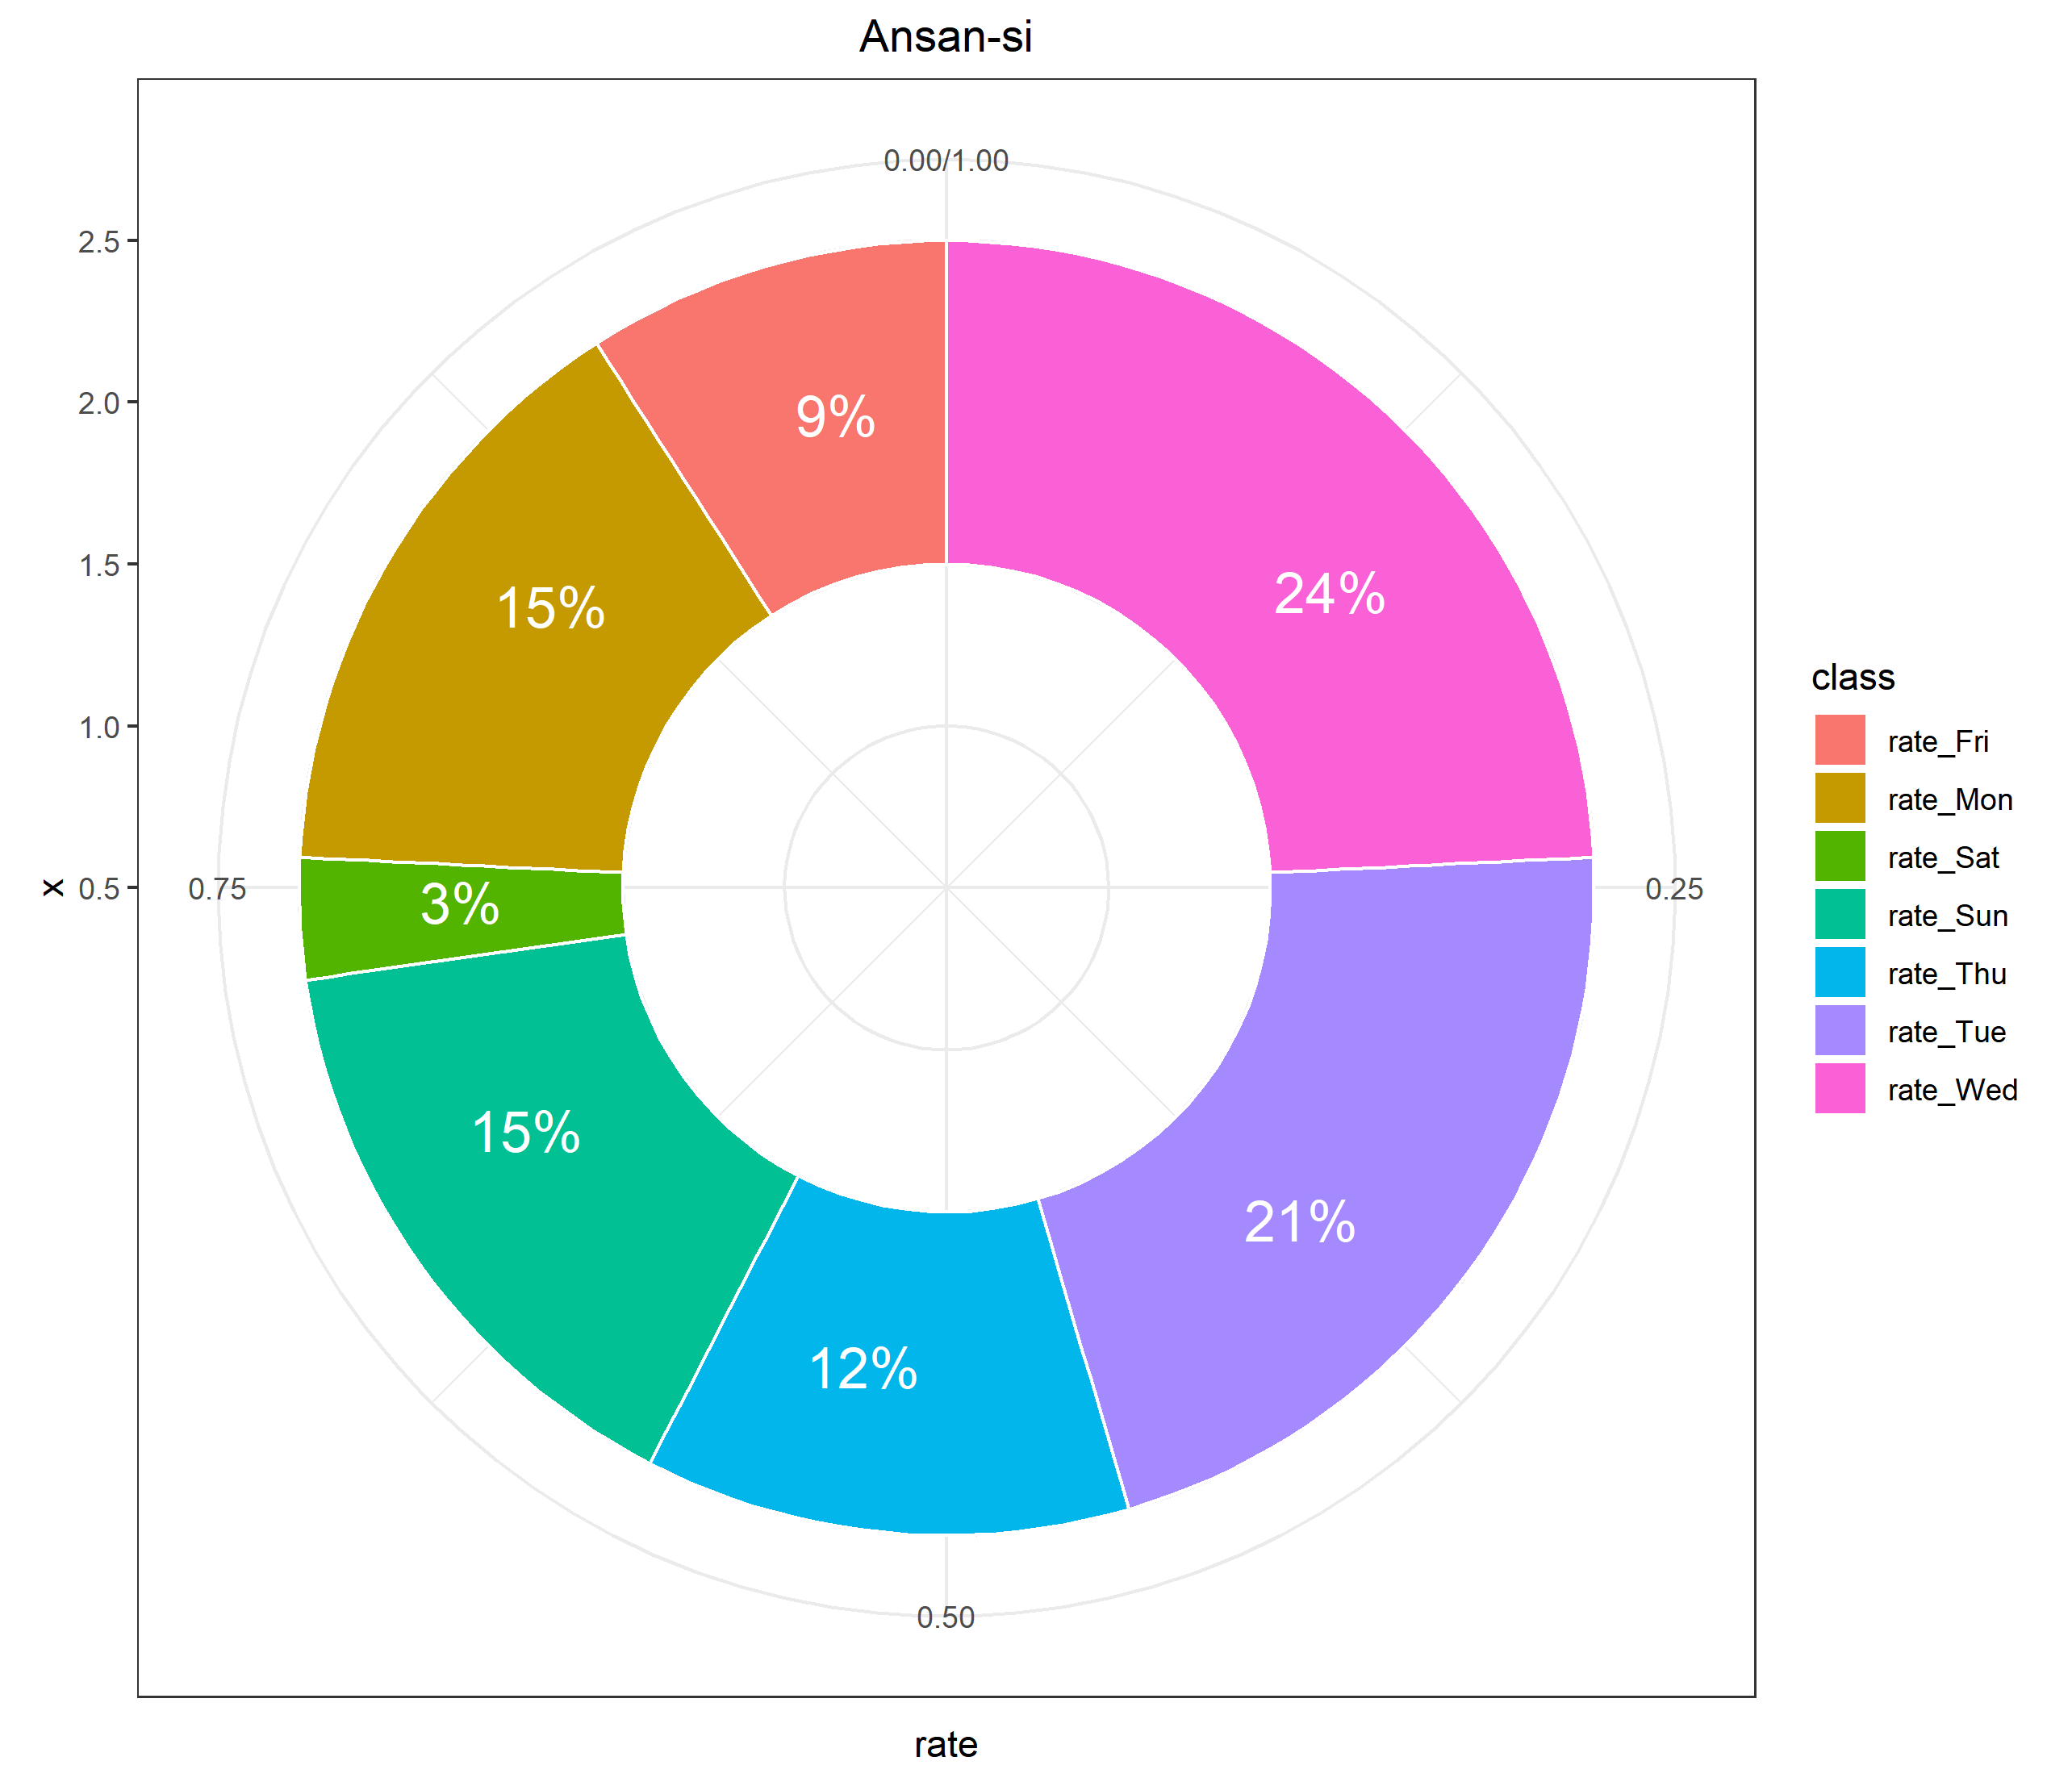 Ansan-si
0.00/1.00
2.5
2.0
1.5
1.0
x 0.5
0.75
0.25
0.50
9%
15%
24%
3%
15%
21%
12%
rate
class
rate_Fri
rate_Mon
rate_Sat
rate_Sun
rate_Thu
rate_Tue
rate_Wed